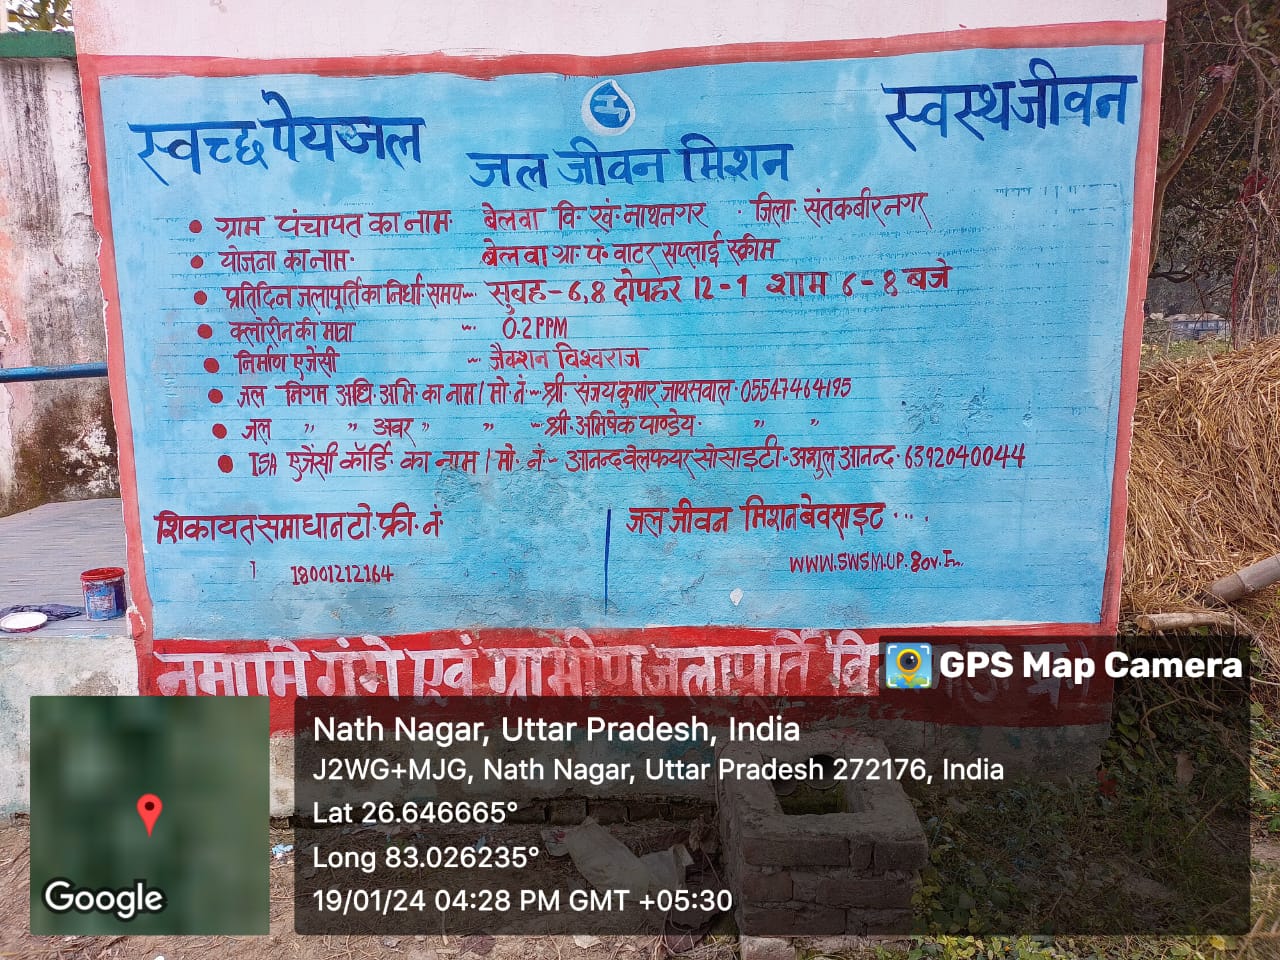 स्वच्छ पेयजल
स्वस्थ जीवन
जल जीवन मिशन
• ग्राम पंचायत का नाम· बेलवा वि· खं· नाथनगर · जिला· संतकबीर नगर
• योजना का नाम· बेलवा ग्रा· पं· वाटर सप्लाई स्कीम
• प्रतिदिन जलापूर्ति का निर्धा· समय... सुबह - 6,8 दोपहर 12 - 1 शाम 6 - 8 बजे
• क्लोरीन की मात्रा ... 0.2 PPM
• निर्माण एजेंसी ... जैक्शन विश्वराज
• जल निगम अधि· अभि· का नाम / मो· नं·- श्री· संजय कुमार जायसवाल· 05547464195
• जल " " अवर " " - श्री· अभिषेक पाण्डेय· " "
• ISA एजेंसी कॉर्डि· का नाम / मो· नं·- आनन्द वेलफेयर सोसाइटी - अंशुल आनन्द· 6392040044
शिकायत समाधान टो· फ्री· नं·
18001212164
जल जीवन मिशन बेवसाइट ....
WWW.SWSM.UP.Gov.In.
नमामि गंगे एवं ग्रामीण जलापूर्ति
GPS Map Camera
Nath Nagar, Uttar Pradesh, India
J2WG+MJG, Nath Nagar, Uttar Pradesh 272176, India
Lat 26.646665°
Long 83.026235°
19/01/24 04:28 PM GMT +05:30
Google